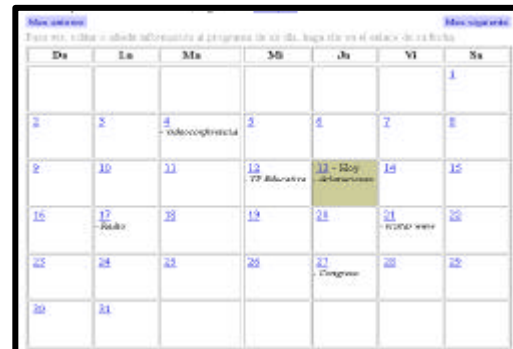 Mes anterior Mes siguiente
Para ver, editar o añadir información al programa de un día, haga clic en el enlace de su fecha
Do Lu Ma Mi Ju Vi Sa
1
2 3 4 5 6 7 8
- videoconferencia
9 10 11 12 13 - Hoy 14 15
- TV Educativa
16 17 18 19 20 21 22
- Radio
23 24 25 26 27 28 29
- Congreso
30 31